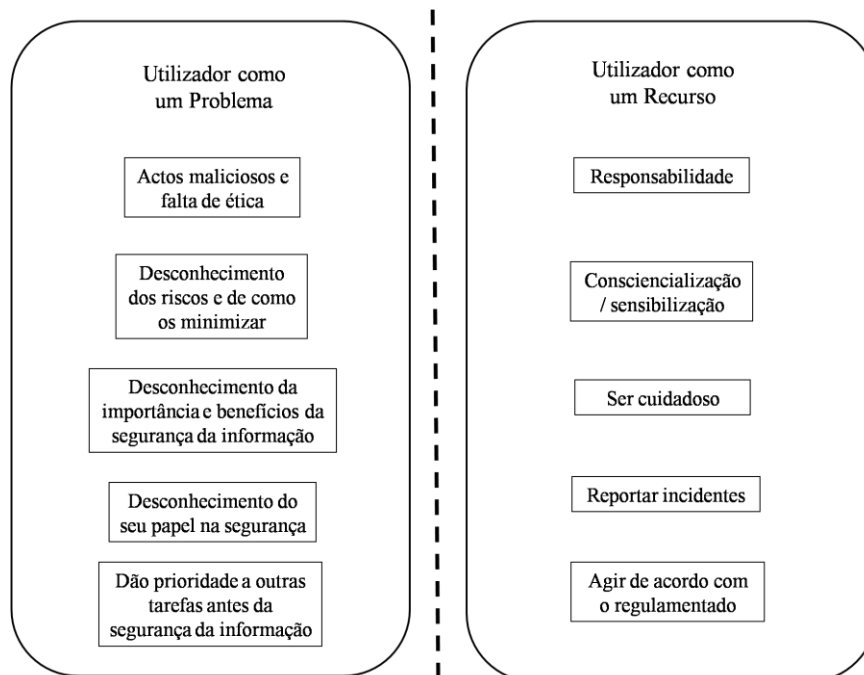 Utilizador como
um Problema
Actos maliciosos e
falta de ética
Desconhecimento
dos riscos e de como
os minimizar
Desconhecimento da
importância e benefícios da
segurança da informação
Desconhecimento do
seu papel na segurança
Dão prioridade a outras
tarefas antes da
segurança da informação
Utilizador como
um Recurso
Responsabilidade
Consciencialização
/ sensibilização
Ser cuidadoso
Reportar incidentes
Agir de acordo com
o regulamentado